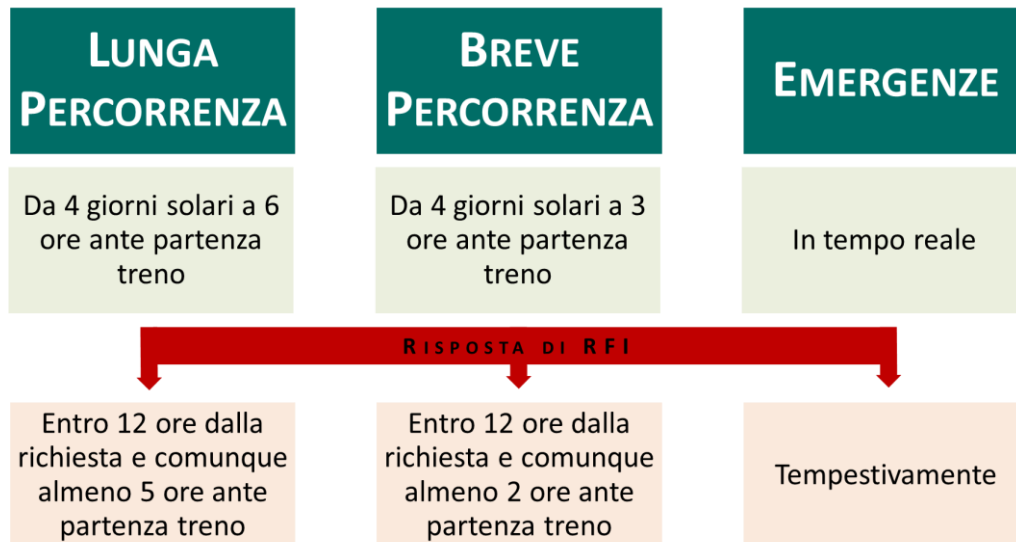 LUNGA
PERCORRENZA
BREVE
PERCORRENZA
EMERGENZE
Da 4 giorni solari a 6
ore ante partenza
treno
Da 4 giorni solari a 3
ore ante partenza
treno
In tempo reale
RISPOSTA DI RFI
Entro 12 ore dalla
richiesta e comunque
almeno 5 ore ante
partenza treno
Entro 12 ore dalla
richiesta e comunque
almeno 2 ore ante
partenza treno
Tempestivamente